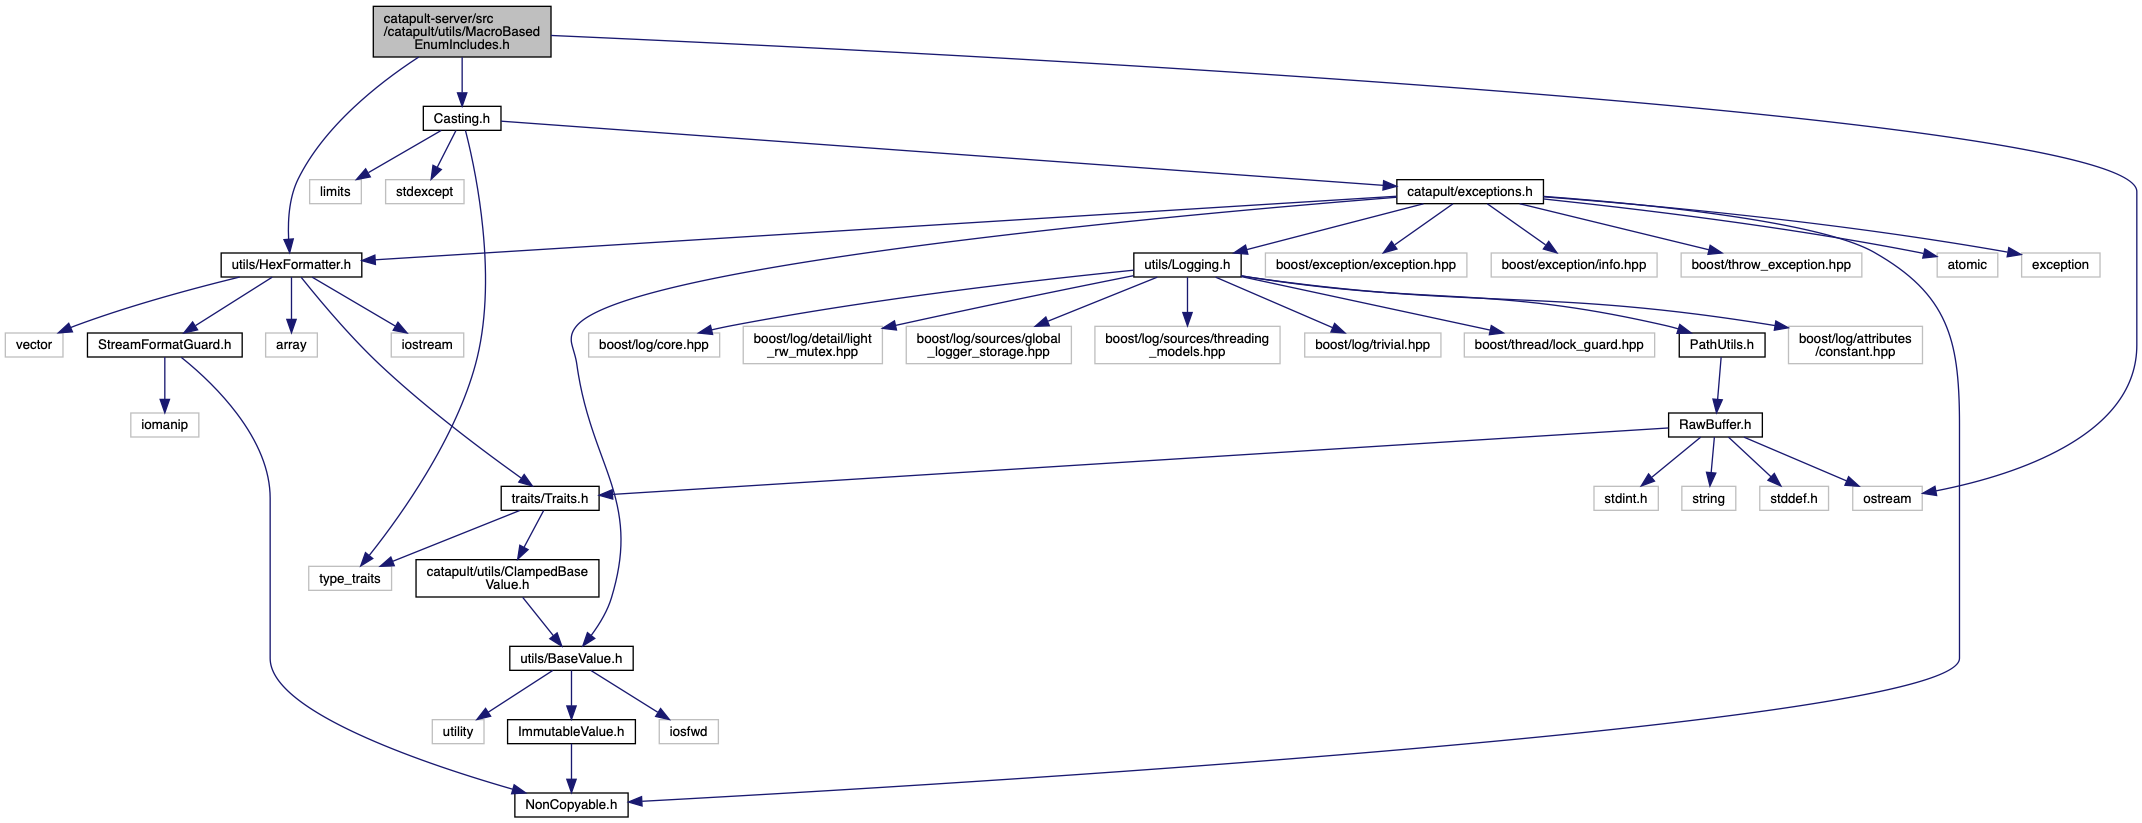 catapult-server/src
/catapult/utils/MacroBased
EnumIncludes.h
Casting.h
limits
stdexcept
catapult/exceptions.h
utils/HexFormatter.h
utils/Logging.h
boost/exception/exception.hpp
boost/exception/info.hpp
boost/throw_exception.hpp
atomic
exception
vector
StreamFormatGuard.h
array
iostream
boost/log/core.hpp
boost/log/detail/light
_rw_mutex.hpp
boost/log/sources/global
_logger_storage.hpp
boost/log/sources/threading
_models.hpp
boost/log/trivial.hpp
boost/thread/lock_guard.hpp
PathUtils.h
boost/log/attributes
/constant.hpp
iomanip
RawBuffer.h
traits/Traits.h
stdint.h
string
stddef.h
ostream
type_traits
catapult/utils/ClampedBase
Value.h
utils/BaseValue.h
utility
ImmutableValue.h
iosfwd
NonCopyable.h